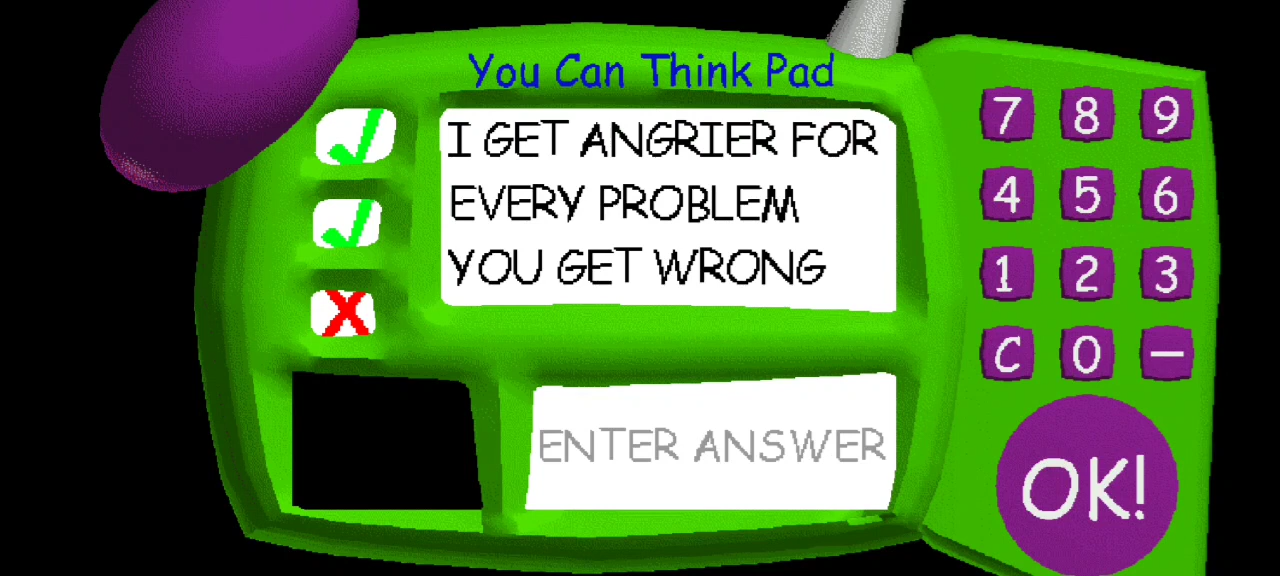 You Can Think Pad
I GET ANGRIER FOR
EVERY PROBLEM
YOU GET WRONG
ENTER ANSWER
7 8 9
4 5 6
1 2 3
C 0 —
OK!